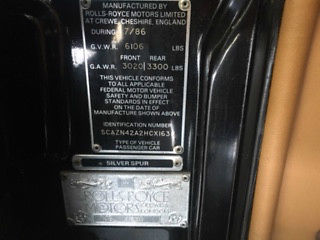 MANUFACTURED BY
ROLLS-ROYCE MOTORS LIMITED
AT CREWE, CHESHIRE, ENGLAND
DURING 7/86
G.V.W.R. 6106 LBS
FRONT REAR
G.A.W.R. 3020 3300 LBS
THIS VEHICLE CONFORMS
TO ALL APPLICABLE
FEDERAL MOTOR VEHICLE
SAFETY AND BUMPER
STANDARDS IN EFFECT
ON THE DATE OF
MANUFACTURE SHOWN ABOVE
IDENTIFICATION NUMBER
SCAZN42A2HCX163
TYPE OF VEHICLE
PASSENGER CAR
SILVER SPUR
ROLLS-ROYCE
MOTORS